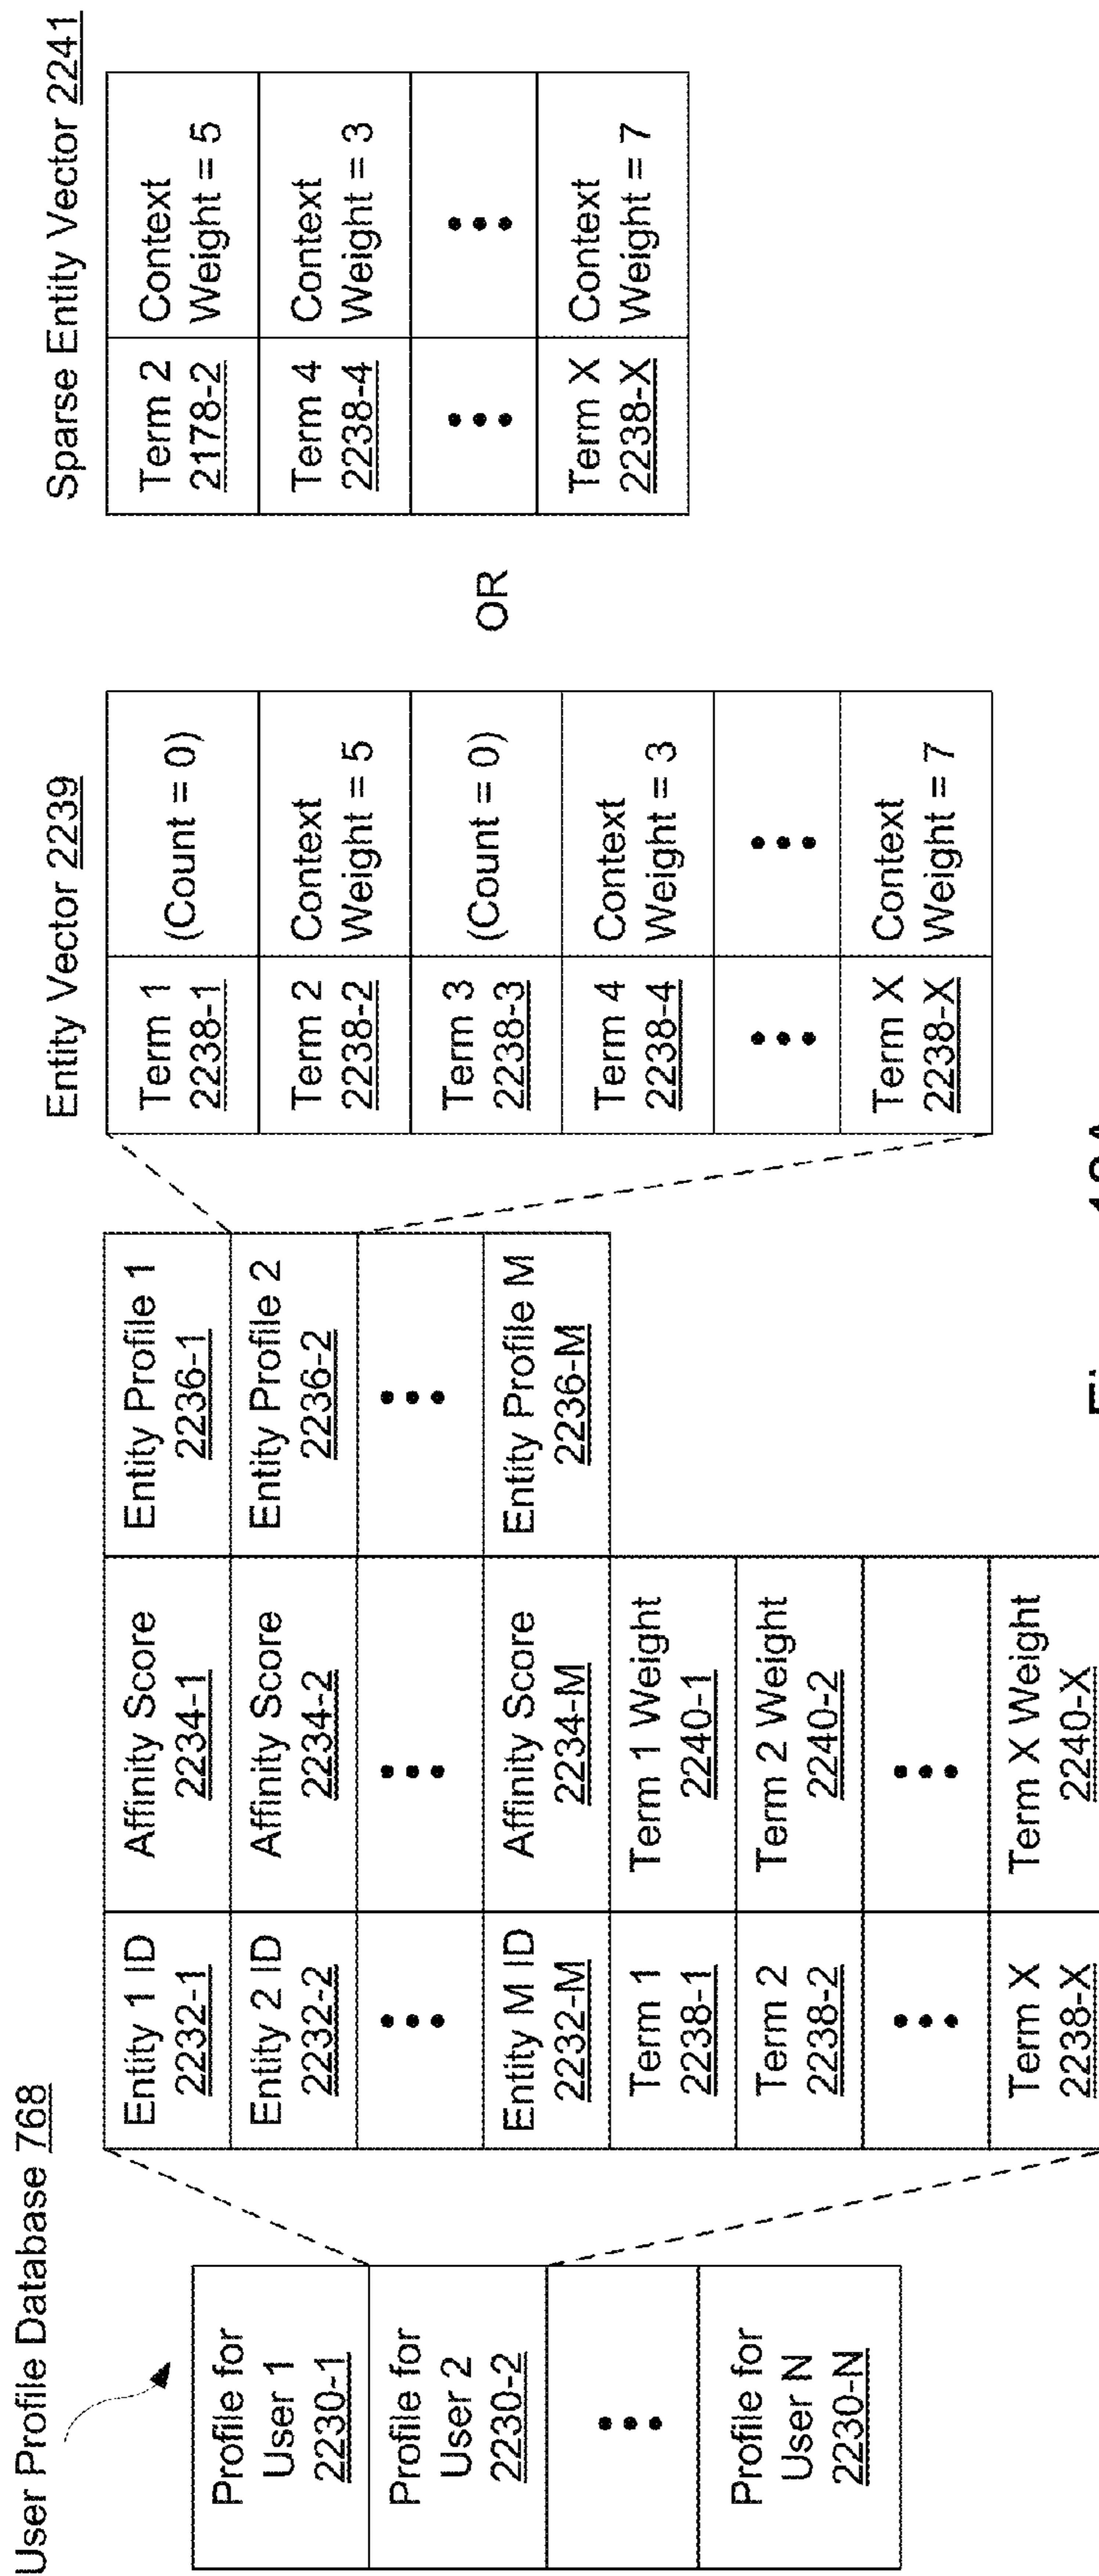 User Profile Database 768
Profile for
User 1
2230-1
Profile for
User 2
2230-2
Profile for
User N
2230-N
Entity 1 ID
2232-1
Affinity Score
2234-1
Entity Profile 1
2236-1
Entity 2 ID
2232-2
Affinity Score
2234-2
Entity Profile 2
2236-2
Entity M ID
2232-M
Affinity Score
2234-M
Entity Profile M
2236-M
Term 1
2238-1
Term 1 Weight
2240-1
Term 2
2238-2
Term 2 Weight
2240-2
Term X
2238-X
Term X Weight
2240-X
Entity Vector 2239
Term 1
2238-1
(Count = 0)
Term 2
2238-2
Context
Weight = 5
Term 3
2238-3
(Count = 0)
Term 4
2238-4
Context
Weight = 3
Term X
2238-X
Context
Weight = 7
OR
Sparse Entity Vector 2241
Term 2
2178-2
Context
Weight = 5
Term 4
2238-4
Context
Weight = 3
Term X
2238-X
Context
Weight = 7